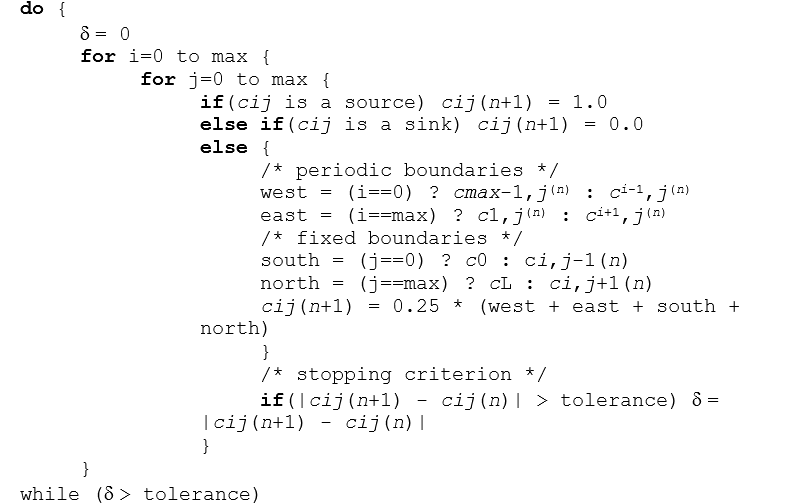 do {
δ = 0
for i=0 to max {
for j=0 to max {
if(cij is a source) cij(n+1) = 1.0
else if(cij is a sink) cij(n+1) = 0.0
else {
/* periodic boundaries */
west = (i==0) ? cmax-1,j(n) : ci-1,j(n)
east = (i==max) ? c1,j(n) : ci+1,j(n)
/* fixed boundaries */
south = (j==0) ? c0 : ci,j-1(n)
north = (j==max) ? cL : ci,j+1(n)
cij(n+1) = 0.25 * (west + east + south +
north)
}
/* stopping criterion */
if(|cij(n+1) - cij(n)| > tolerance) δ =
|cij(n+1) - cij(n)|
}
}
while (δ > tolerance)